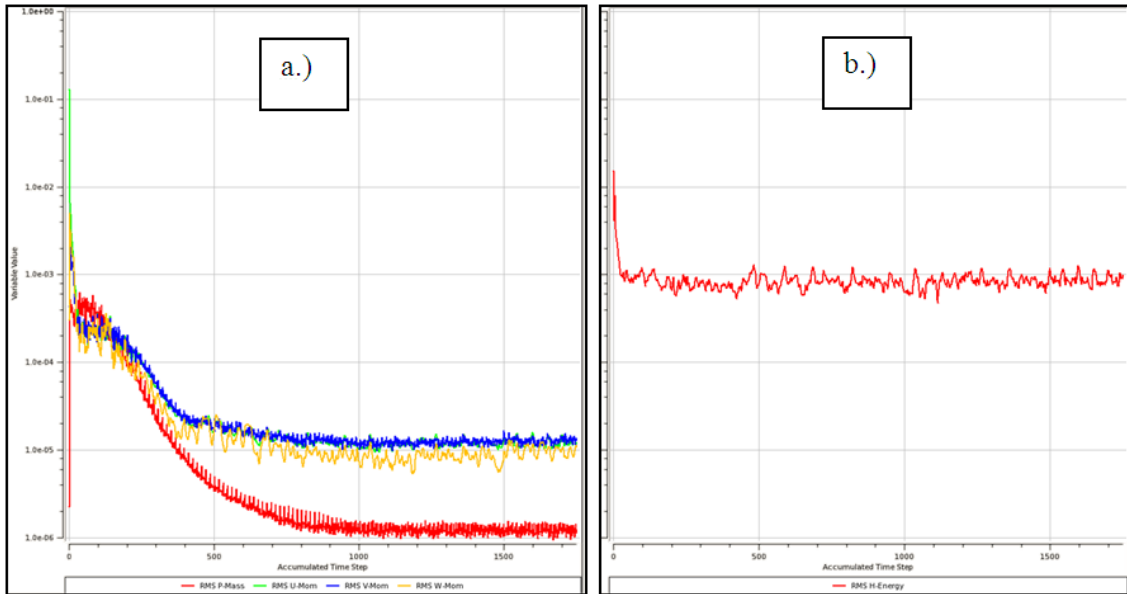 a.)
1.0e+00
1.0e-01
1.0e-02
1.0e-03
1.0e-04
1.0e-05
1.0e-06
Variable Value
0
500
1000
1500
Accumulated Time Step
RMS P-Mass RMS U-Mom RMS V-Mom RMS W-Mom
b.)
0
500
1000
1500
Accumulated Time Step
RMS H-Energy